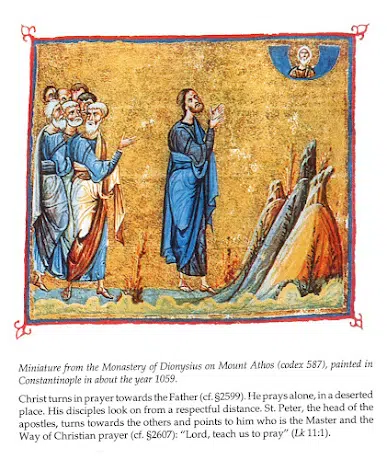 Miniature from the Monastery of Dionysius on Mount Athos (codex 587), painted in
Constantinople in about the year 1059.
Christ turns in prayer towards the Father (cf. §2599). He prays alone, in a deserted
place. His disciples look on from a respectful distance. St. Peter, the head of the
apostles, turns towards the others and points to him who is the Master and the
Way of Christian prayer (cf. §2607): “Lord, teach us to pray” (Lk 11:1).